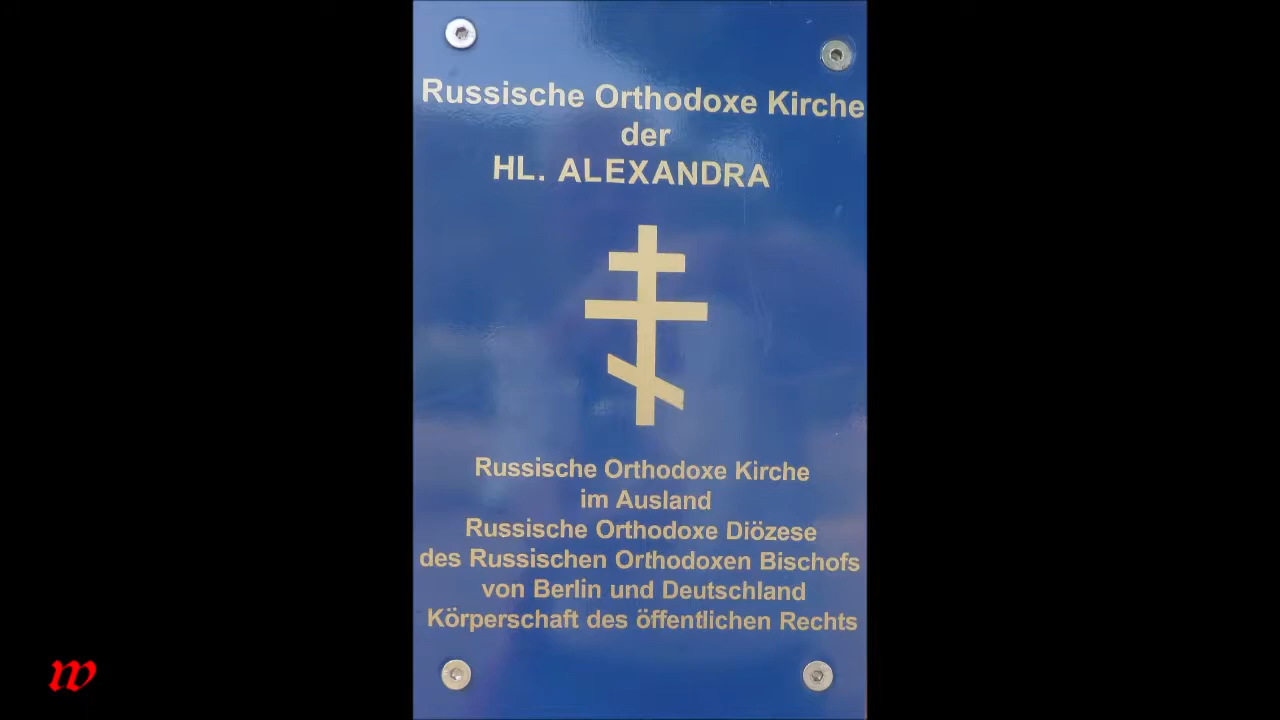 Russische Orthodoxe Kirche
der
HL. ALEXANDRA
Russische Orthodoxe Kirche
im Ausland
Russische Orthodoxe Diözese
des Russischen Orthodoxen Bischofs
von Berlin und Deutschland
Körperschaft des öffentlichen Rechts
w